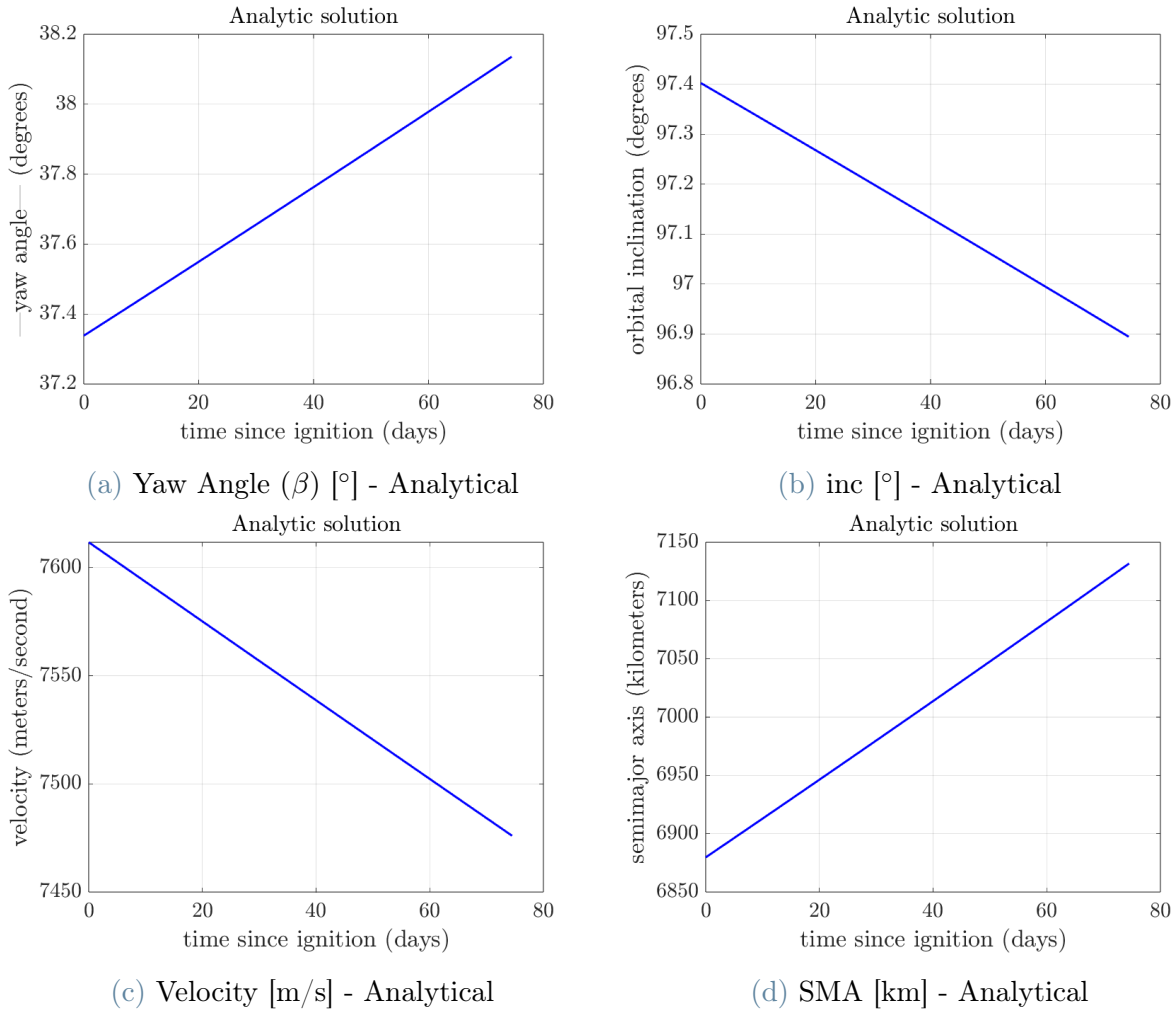 Analytic solution
38.2
38
37.8
37.6
37.4
37.2
0 20 40 60 80
—yaw angle— (degrees)
time since ignition (days)
(a) Yaw Angle (β) [°] - Analytical
Analytic solution
97.5
97.4
97.3
97.2
97.1
97
96.9
96.8
0 20 40 60 80
orbital inclination (degrees)
time since ignition (days)
(b) inc [°] - Analytical
Analytic solution
7600
7550
7500
7450
0 20 40 60 80
velocity (meters/second)
time since ignition (days)
(c) Velocity [m/s] - Analytical
Analytic solution
7150
7100
7050
7000
6950
6900
6850
0 20 40 60 80
semimajor axis (kilometers)
time since ignition (days)
(d) SMA [km] - Analytical